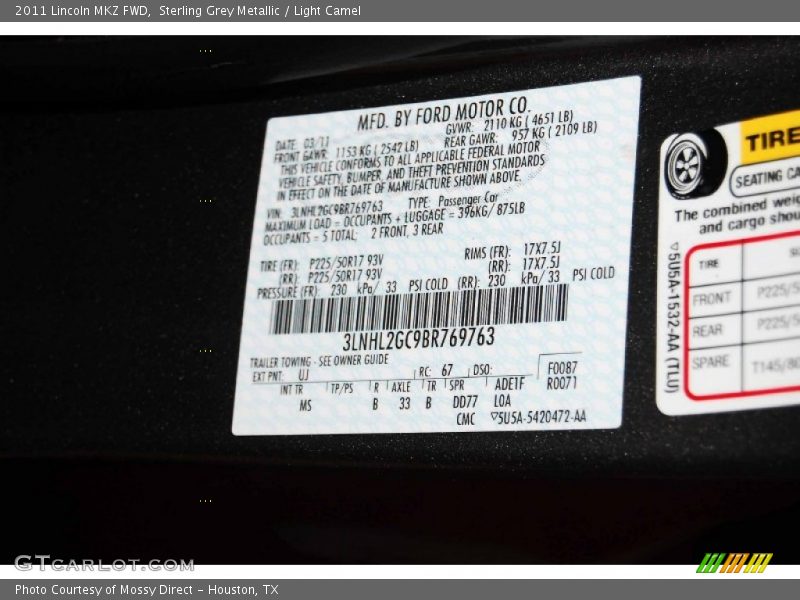 2011 Lincoln MKZ FWD,  Sterling Grey Metallic / Light Camel
MFD. BY FORD MOTOR CO.
DATE: 03/11 GVWR: 2110 KG ( 4651 LB)
FRONT GAWR: 1153 KG ( 2542 LB) REAR GAWR: 957 KG ( 2109 LB)
THIS VEHICLE CONFORMS TO ALL APPLICABLE FEDERAL MOTOR
VEHICLE SAFETY, BUMPER, AND THEFT PREVENTION STANDARDS
IN EFFECT ON THE DATE OF MANUFACTURE SHOWN ABOVE.
VIN: 3LNHL2GC9BR769763 TYPE: Passenger Car
MAXIMUM LOAD = OCCUPANTS + LUGGAGE = 396KG/ 875LB
OCCUPANTS = 5 TOTAL; 2 FRONT, 3 REAR
TIRE (FR): P225/50R17 93V RIMS (FR): 17X7.5J
(RR): P225/50R17 93V (RR): 17X7.5J
PRESSURE (FR): 230 kPa/ 33 PSI COLD (RR): 230 kPa/ 33 PSI COLD
3LNHL2GC9BR769763
TRAILER TOWING - SEE OWNER GUIDE
EXT PNT: UJ RC: 67 DSO: F0087
INT TR TP/PS R AXLE TR SPR ADE1F R0071
MS B 33 B DD77 LOA
CMC ▽5U5A-5420472-AA
TIRE
SEATING CA
The combined weig
and cargo shou
▽5U5A-1532-AA (TLU)
TIRE
FRONT P225/5
REAR P225/5
SPARE T145/80
GTCARLOT.COM
Photo Courtesy of Mossy Direct - Houston, TX